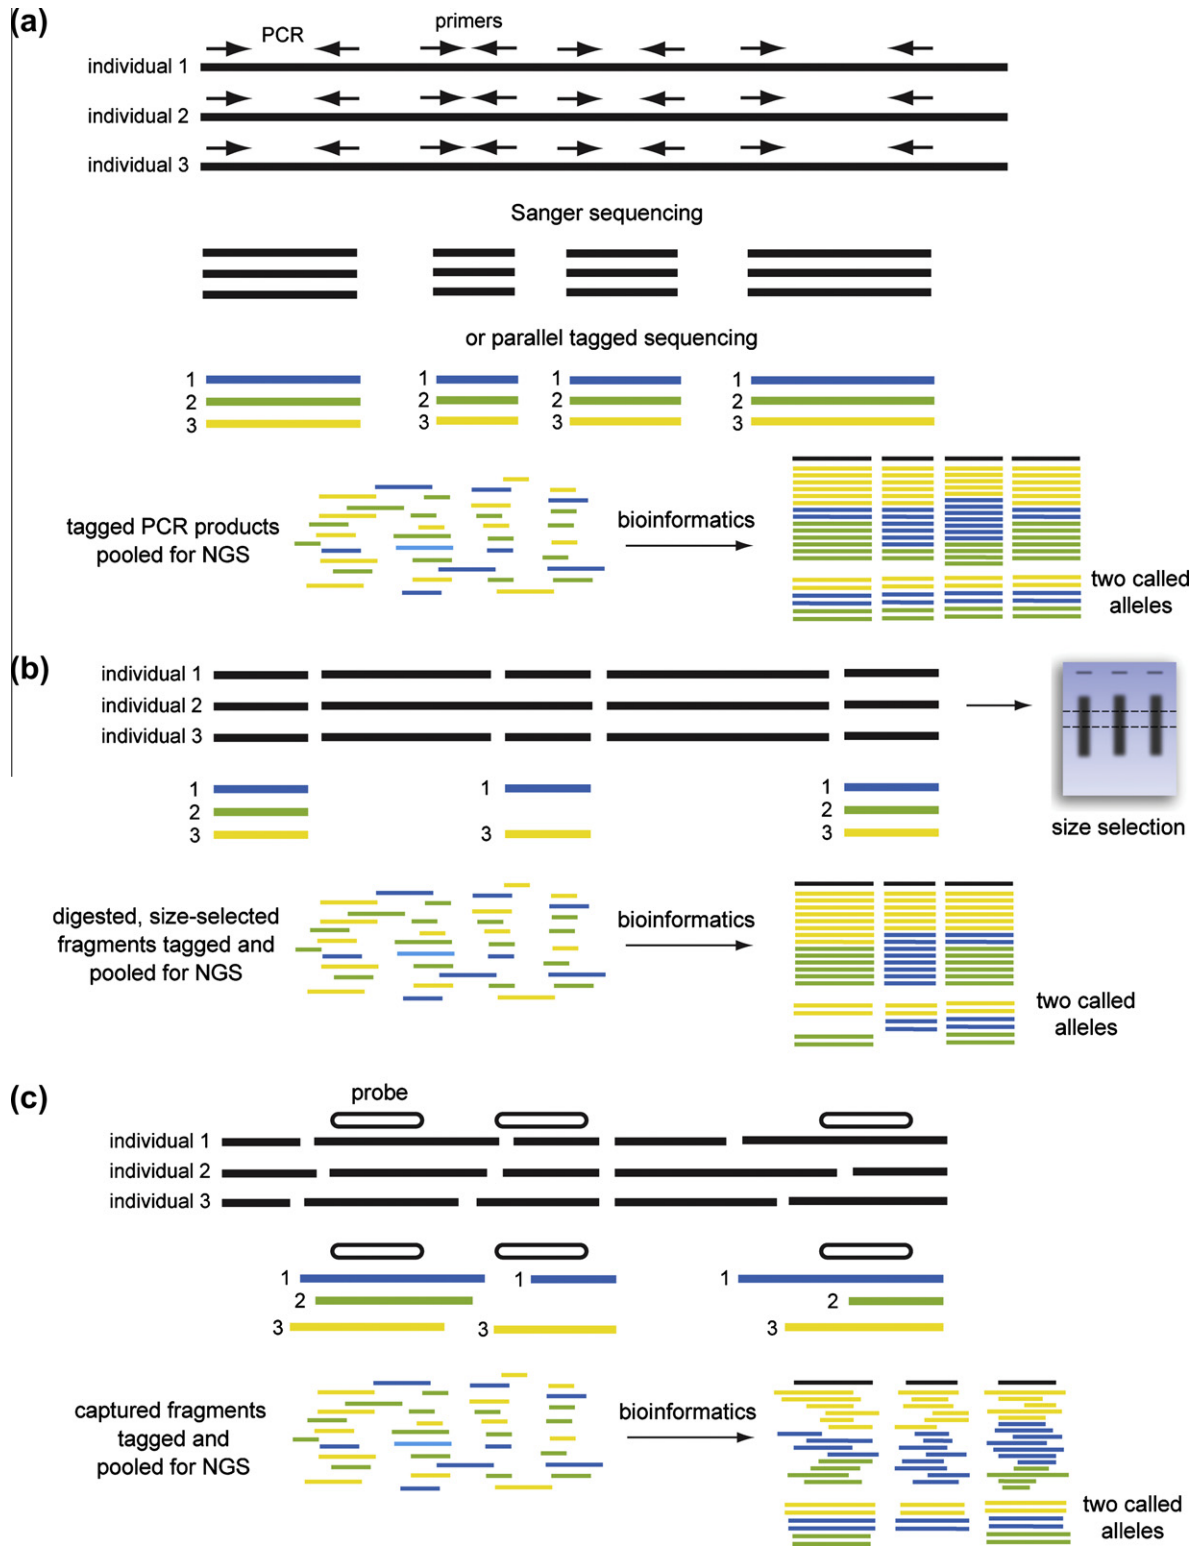 (a)
PCR
primers
individual 1
individual 2
individual 3
Sanger sequencing
or parallel tagged sequencing
1 1 1 1
2 2 2 2
3 3 3 3
tagged PCR products
pooled for NGS
bioinformatics
two called
alleles
(b)
individual 1
individual 2
individual 3
1 1 1
2 2
3 3 3
size selection
digested, size-selected
fragments tagged and
pooled for NGS
bioinformatics
two called
alleles
(c)
probe
individual 1
individual 2
individual 3
1 1 1
2 2
3 3 3
captured fragments
tagged and
pooled for NGS
bioinformatics
two called
alleles